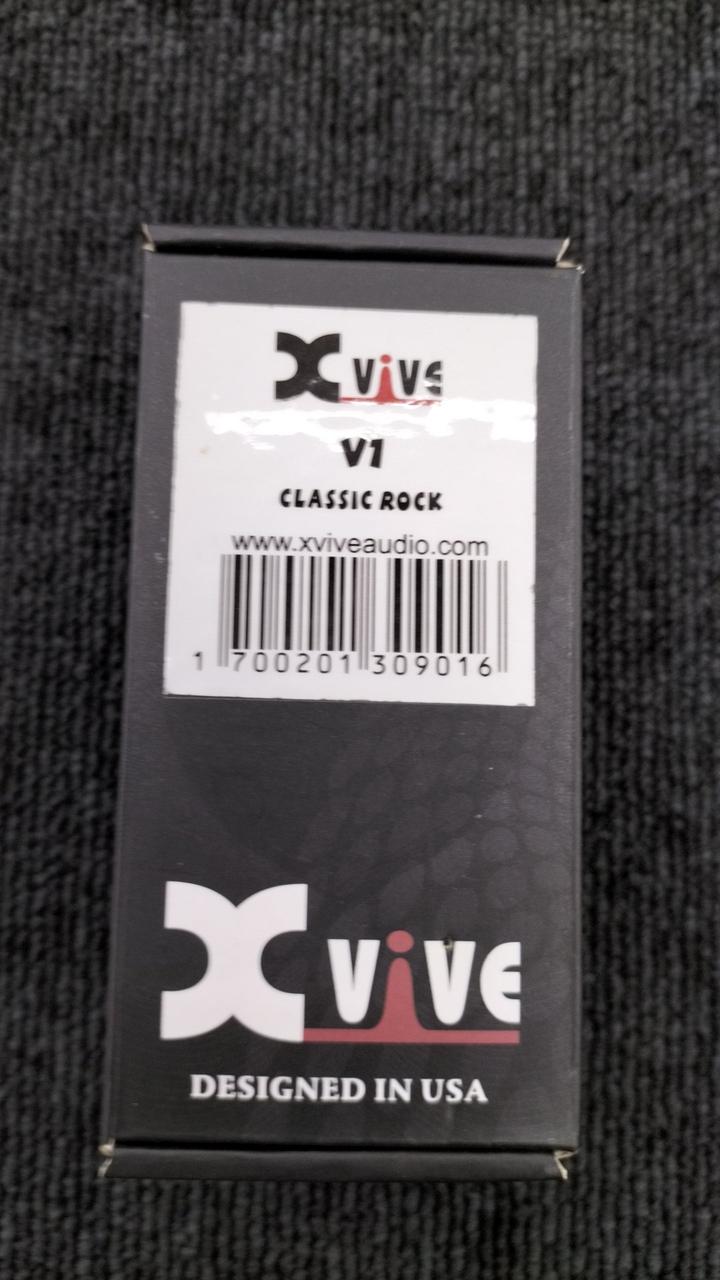 Xvive
V1
CLASSIC ROCK
www.xviveaudio.com
1 700201 309016
Xvive
DESIGNED IN USA